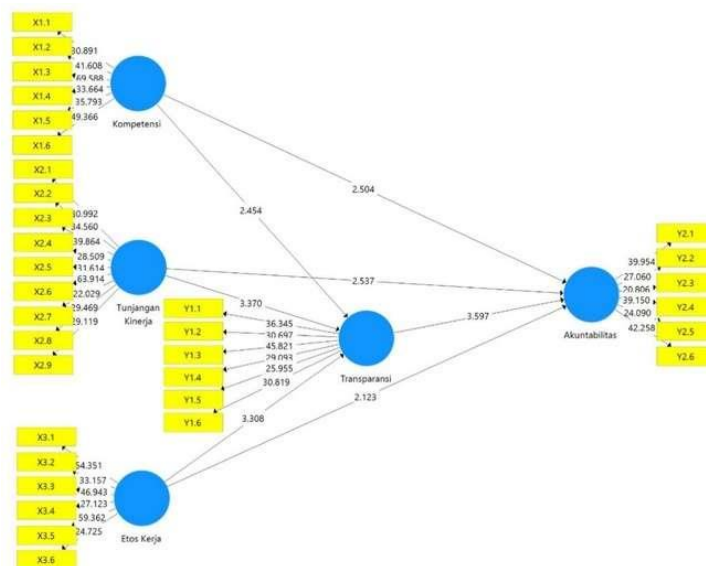 X1.1
X1.2
X1.3
X1.4
X1.5
X1.6
30.891
41.608
69.588
33.664
35.793
49.366
Kompetensi
X2.1
X2.2
X2.3
X2.4
X2.5
X2.6
X2.7
X2.8
X2.9
30.992
34.560
39.864
28.509
31.614
63.914
22.029
29.469
29.119
Tunjangan
Kinerja
X3.1
X3.2
X3.3
X3.4
X3.5
X3.6
54.351
33.157
46.943
27.123
59.362
24.725
Etos Kerja
Y1.1
Y1.2
Y1.3
Y1.4
Y1.5
Y1.6
36.345
30.697
45.821
29.093
25.955
30.819
Transparansi
2.504
2.454
2.537
3.370
3.597
3.308
2.123
Akuntabilitas
39.954
27.060
20.806
39.150
24.090
42.258
Y2.1
Y2.2
Y2.3
Y2.4
Y2.5
Y2.6